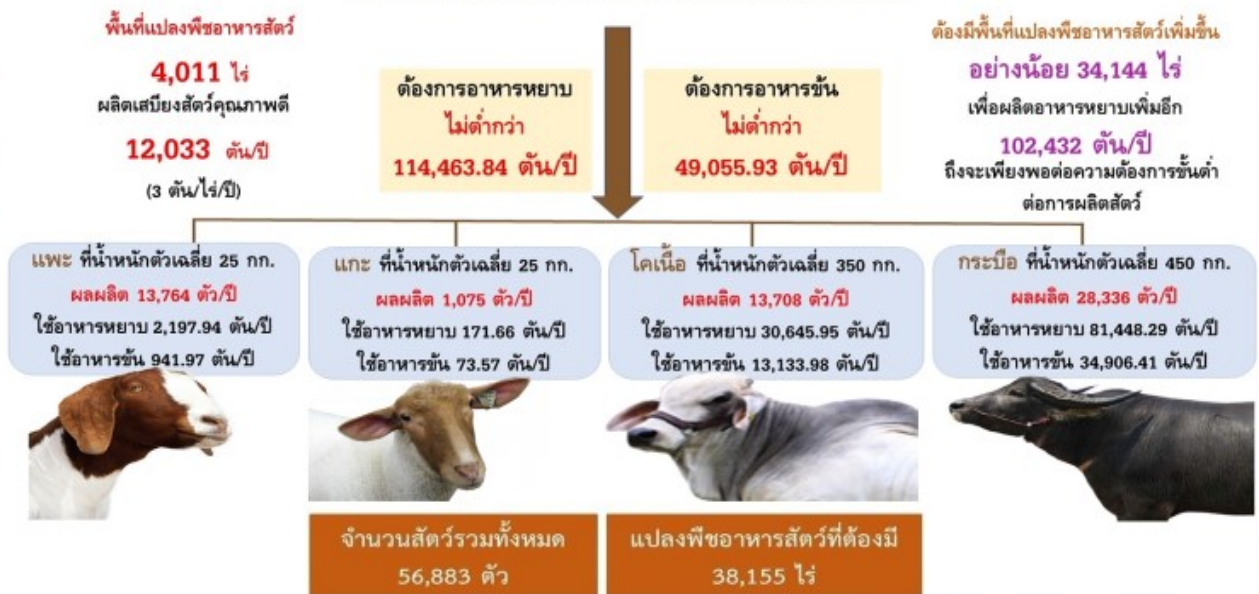 พื้นที่แปลงพืชอาหารสัตว์
4,011 ไร่
ผลิตเสบียงสัตว์คุณภาพดี
12,033 ตัน/ปี
(3 ตัน/ไร่/ปี)
ต้องการอาหารหยาบ
ไม่ต่ำกว่า
114,463.84 ตัน/ปี
ต้องการอาหารข้น
ไม่ต่ำกว่า
49,055.93 ตัน/ปี
ต้องมีพื้นที่แปลงพืชอาหารสัตว์เพิ่มขึ้น
อย่างน้อย 34,144 ไร่
เพื่อผลิตอาหารหยาบเพิ่มอีก
102,432 ตัน/ปี
ถึงจะเพียงพอต่อความต้องการขั้นต่ำ
ต่อการผลิตสัตว์
แพะ ที่น้ำหนักตัวเฉลี่ย 25 กก.
ผลผลิต 13,764 ตัว/ปี
ใช้อาหารหยาบ 2,197.94 ตัน/ปี
ใช้อาหารข้น 941.97 ตัน/ปี
แกะ ที่น้ำหนักตัวเฉลี่ย 25 กก.
ผลผลิต 1,075 ตัว/ปี
ใช้อาหารหยาบ 171.66 ตัน/ปี
ใช้อาหารข้น 73.57 ตัน/ปี
โคเนื้อ ที่น้ำหนักตัวเฉลี่ย 350 กก.
ผลผลิต 13,708 ตัว/ปี
ใช้อาหารหยาบ 30,645.95 ตัน/ปี
ใช้อาหารข้น 13,133.98 ตัน/ปี
กระบือ ที่น้ำหนักตัวเฉลี่ย 450 กก.
ผลผลิต 28,336 ตัว/ปี
ใช้อาหารหยาบ 81,448.29 ตัน/ปี
ใช้อาหารข้น 34,906.41 ตัน/ปี
จำนวนสัตว์รวมทั้งหมด
56,883 ตัว
แปลงพืชอาหารสัตว์ที่ต้องมี
38,155 ไร่